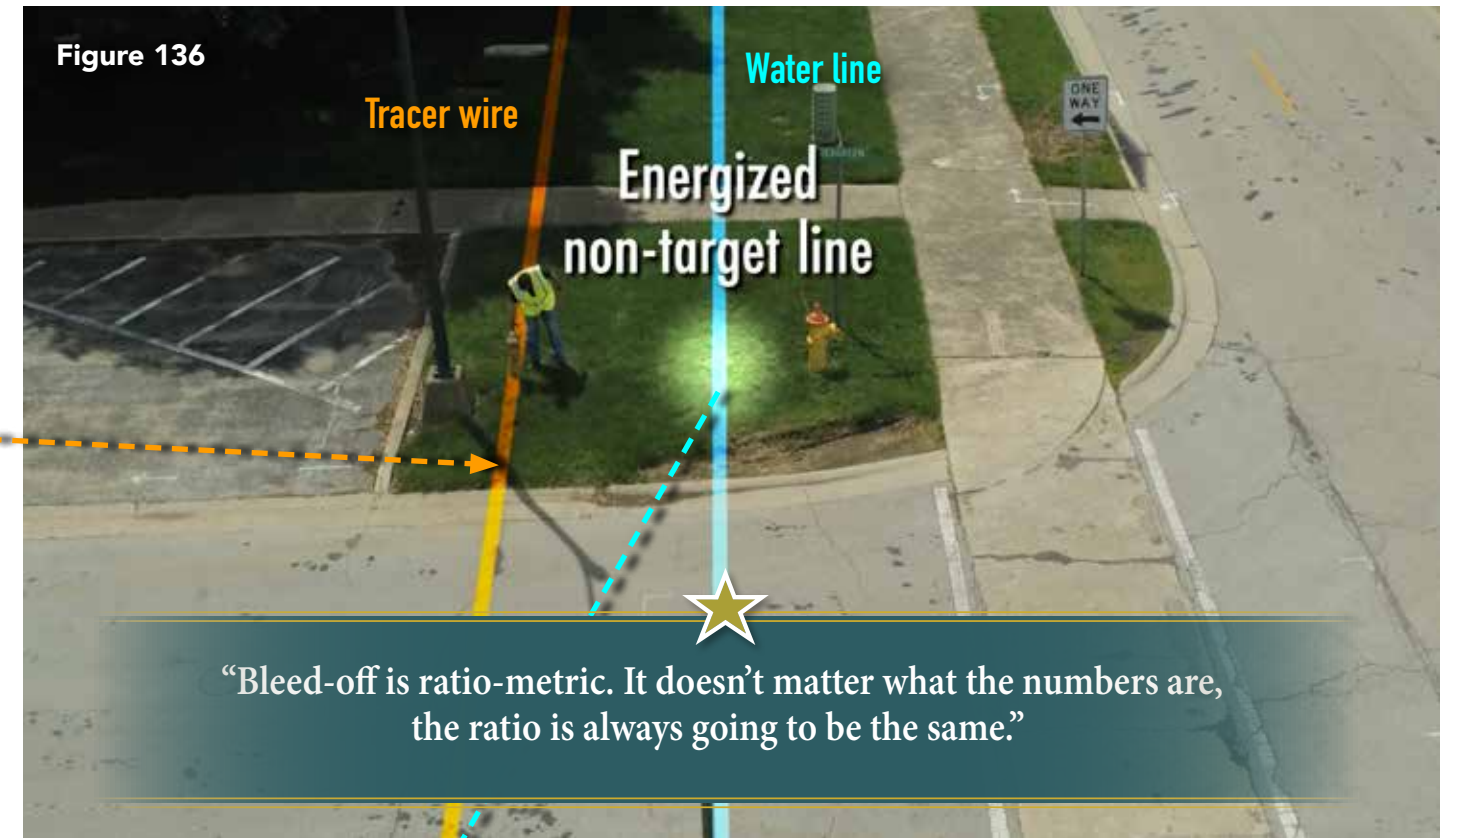 Figure 136
Water line
Tracer wire
Energized
non-target line
ONE
WAY
“Bleed-off is ratio-metric. It doesn’t matter what the numbers are,
the ratio is always going to be the same.”